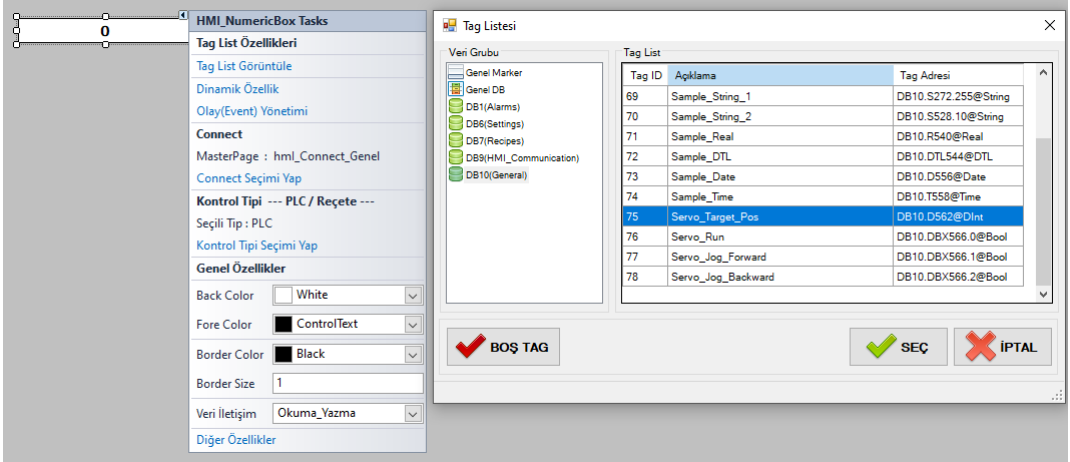 0
HMI_NumericBox Tasks
Tag List Özellikleri
Tag List Görüntüle
Dinamik Özellik
Olay(Event) Yönetimi
Connect
MasterPage : hml_Connect_Genel
Connect Seçimi Yap
Kontrol Tipi --- PLC / Reçete ---
Seçili Tip : PLC
Kontrol Tipi Seçimi Yap
Genel Özellikler
Back Color White
Fore Color ControlText
Border Color Black
Border Size 1
Veri İletişim Okuma_Yazma
Diğer Özellikler
Tag Listesi
Veri Grubu
Genel Marker
Genel DB
DB1(Alarms)
DB6(Settings)
DB7(Recipes)
DB9(HMI_Communication)
DB10(General)
Tag List
Tag ID Açıklama Tag Adresi
69 Sample_String_1 DB10.S272.255@String
70 Sample_String_2 DB10.S528.10@String
71 Sample_Real DB10.R540@Real
72 Sample_DTL DB10.DTL544@DTL
73 Sample_Date DB10.D556@Date
74 Sample_Time DB10.T558@Time
75 Servo_Target_Pos DB10.D562@DInt
76 Servo_Run DB10.DBX566.0@Bool
77 Servo_Jog_Forward DB10.DBX566.1@Bool
78 Servo_Jog_Backward DB10.DBX566.2@Bool
BOŞ TAG
SEÇ
İPTAL